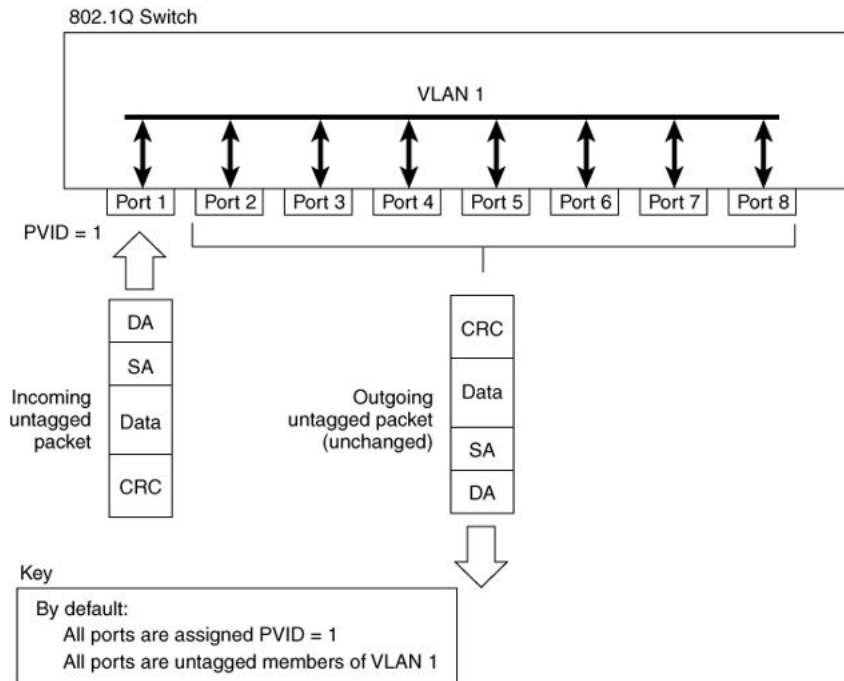 802.1Q Switch
VLAN 1
Port 1
Port 2
Port 3
Port 4
Port 5
Port 6
Port 7
Port 8
PVID = 1
DA
SA
Data
CRC
Incoming
untagged
packet
CRC
Data
SA
DA
Outgoing
untagged packet
(unchanged)
Key
By default:
All ports are assigned PVID = 1
All ports are untagged members of VLAN 1